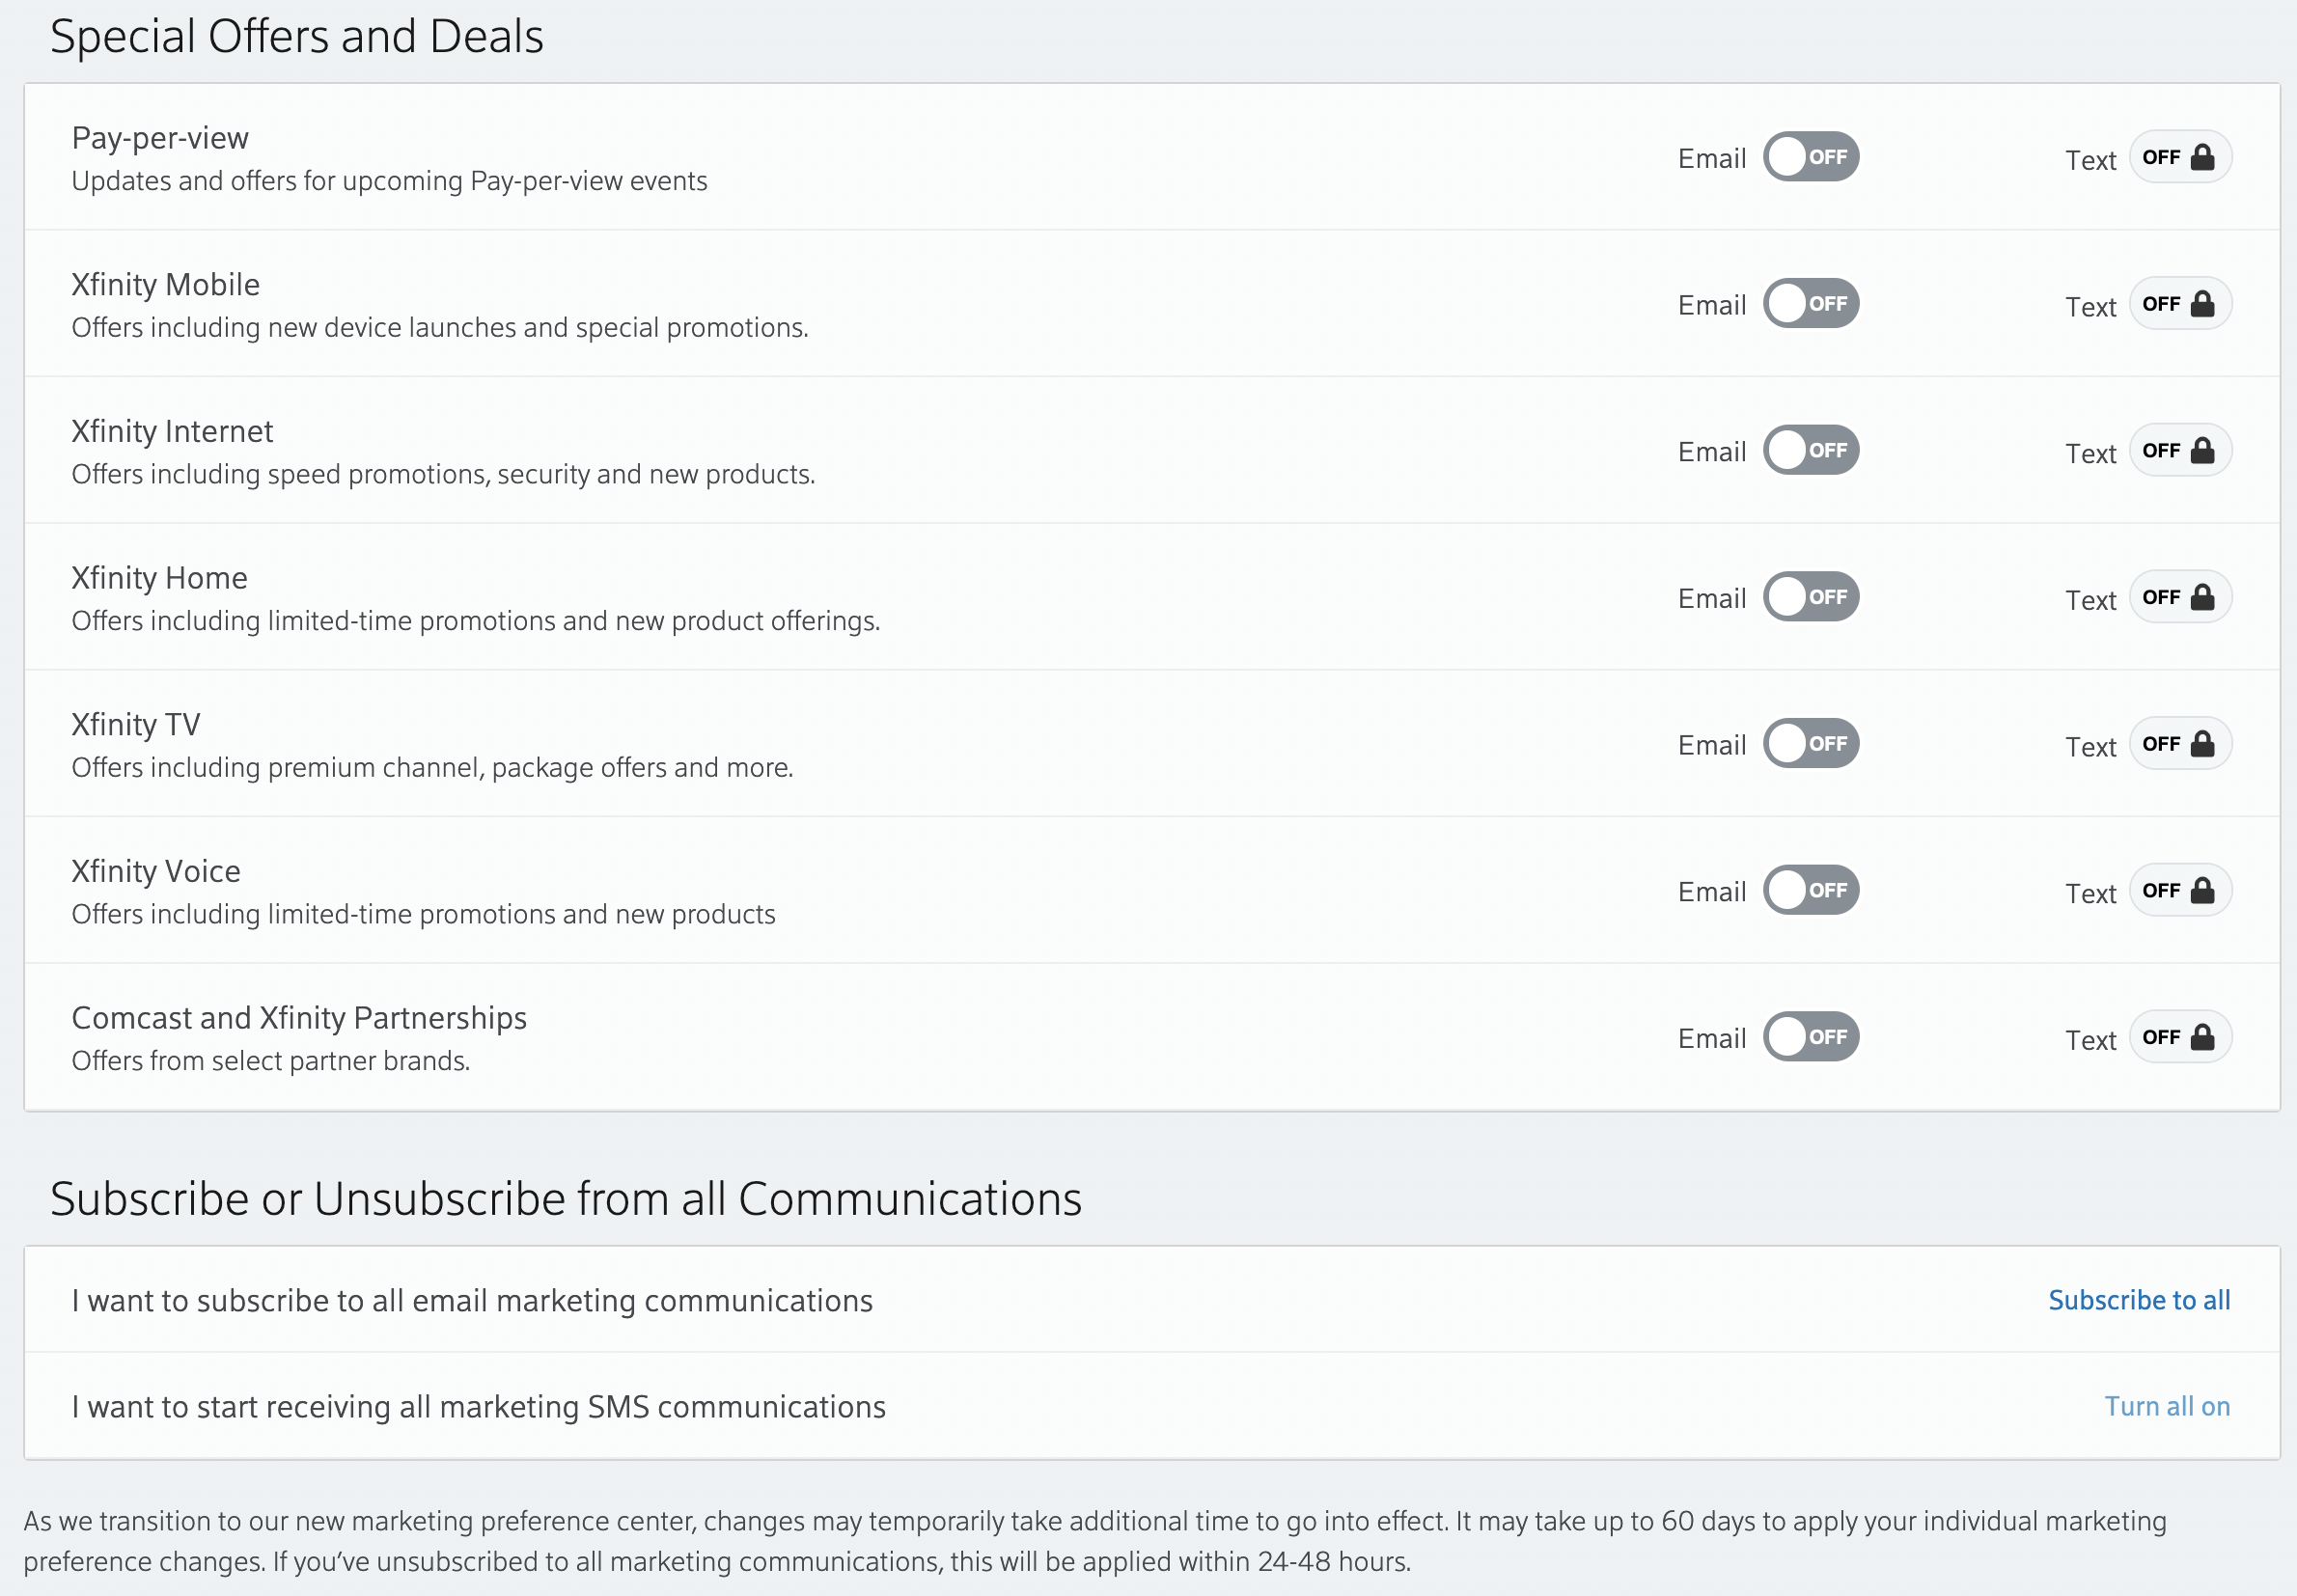 Special Offers and Deals
Pay-per-view
Updates and offers for upcoming Pay-per-view events
Email OFF Text OFF
Xfinity Mobile
Offers including new device launches and special promotions.
Email OFF Text OFF
Xfinity Internet
Offers including speed promotions, security and new products.
Email OFF Text OFF
Xfinity Home
Offers including limited-time promotions and new product offerings.
Email OFF Text OFF
Xfinity TV
Offers including premium channel, package offers and more.
Email OFF Text OFF
Xfinity Voice
Offers including limited-time promotions and new products
Email OFF Text OFF
Comcast and Xfinity Partnerships
Offers from select partner brands.
Email OFF Text OFF
Subscribe or Unsubscribe from all Communications
I want to subscribe to all email marketing communications Subscribe to all
I want to start receiving all marketing SMS communications Turn all on
As we transition to our new marketing preference center, changes may temporarily take additional time to go into effect. It may take up to 60 days to apply your individual marketing
preference changes. If you’ve unsubscribed to all marketing communications, this will be applied within 24-48 hours.